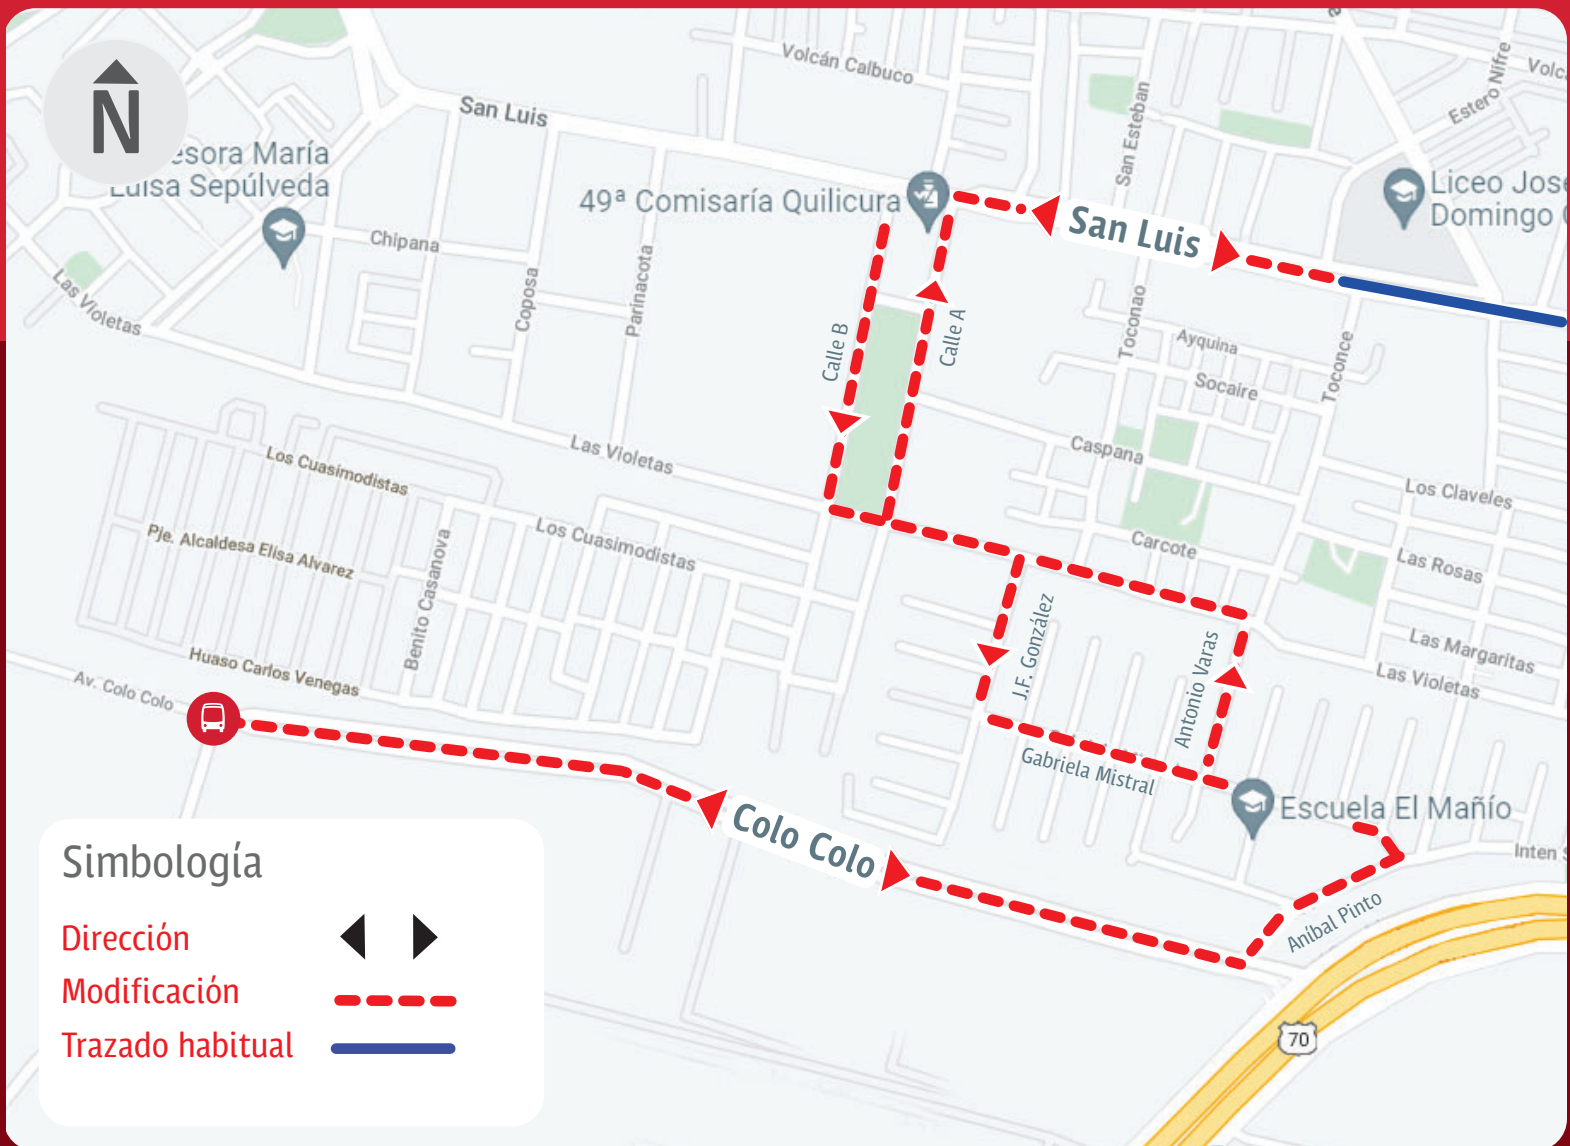 N
San Luis
Volcán Calbuco
San Esteban
Estero Nifre
esora María
Luisa Sepúlveda
49ª Comisaría Quilicura
Liceo José
Domingo
San Luis
Chipana
Las Violetas
Coposa
Parinacota
Calle B
Calle A
Toconao
Ayquina
Socaire
Toconce
Las Violetas
Caspana
Los Cuasimodistas
Los Claveles
Pje. Alcaldesa Elisa Alvarez
Los Cuasimodistas
Carcote
Las Rosas
Benito Casanova
J.F. González
Antonio Varas
Las Margaritas
Las Violetas
Huaso Carlos Venegas
Av. Colo Colo
Gabriela Mistral
Escuela El Mañío
Colo Colo
Inten S
Aníbal Pinto
70
Simbología
Dirección
Modificación
Trazado habitual